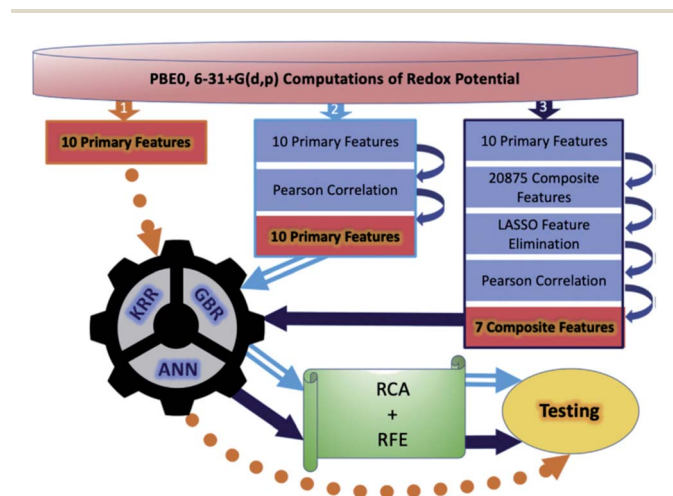 PBE0, 6-31+G(d,p) Computations of Redox Potential
1
2
3
10 Primary Features
10 Primary Features
Pearson Correlation
10 Primary Features
10 Primary Features
20875 Composite
Features
LASSO Feature
Elimination
Pearson Correlation
7 Composite Features
KRR
GBR
ANN
RCA
+
RFE
Testing